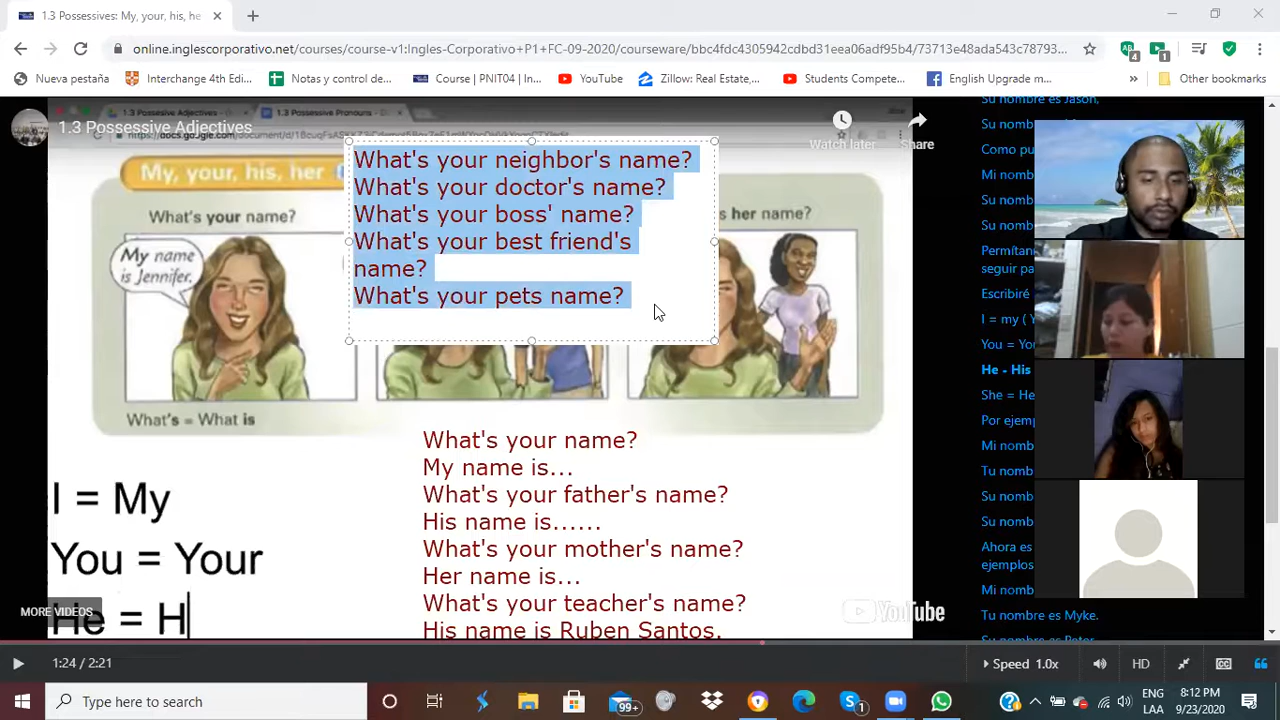 1.3 Possessives: My, your, his, he
online.inglescorporativo.net/courses/course-v1:Ingles-Corporativo+P1+FC-09-2020/courseware/bbc4fdc4305942cdbd31eea06adf95b4/73713e48ada543c78793...
4
1
Nueva pestaña
Interchange 4th Edi...
Notas y control de...
Course | PNIT04 | In...
YouTube
Zillow: Real Estate,...
Students Compete...
English Upgrade m...
»
Other bookmarks
1.3 Possessive Adjectives
Watch later
Share
My, your, his, her
What's your name?
s her name?
My name
is Jennifer.
What's = What is
What's your neighbor's name?
What's your doctor's name?
What's your boss' name?
What's your best friend's
name?
What's your pets name?
I = My
You = Your
He = H
MORE VIDEOS
What's your name?
My name is...
What's your father's name?
His name is......
What's your mother's name?
Her name is...
What's your teacher's name?
His name is Ruben Santos.
YouTube
Su nombre es Jason,
Su nomb
Como pu
Mi nomb
Su nomb
Su nomb
Permítan
seguir pa
Escribiré
I = my ( Y
You = You
He - His
She = He
Por ejemp
Mi nomb
Tu nomb
Su nomb
Su nomb
Ahora es
ejemplos
Mi nomb
Tu nombre es Myke.
Su nombre es Peter
1:24 / 2:21
Speed 1.0x
HD
Type here to search
99+
1
ENG
LAA
8:12 PM
9/23/2020